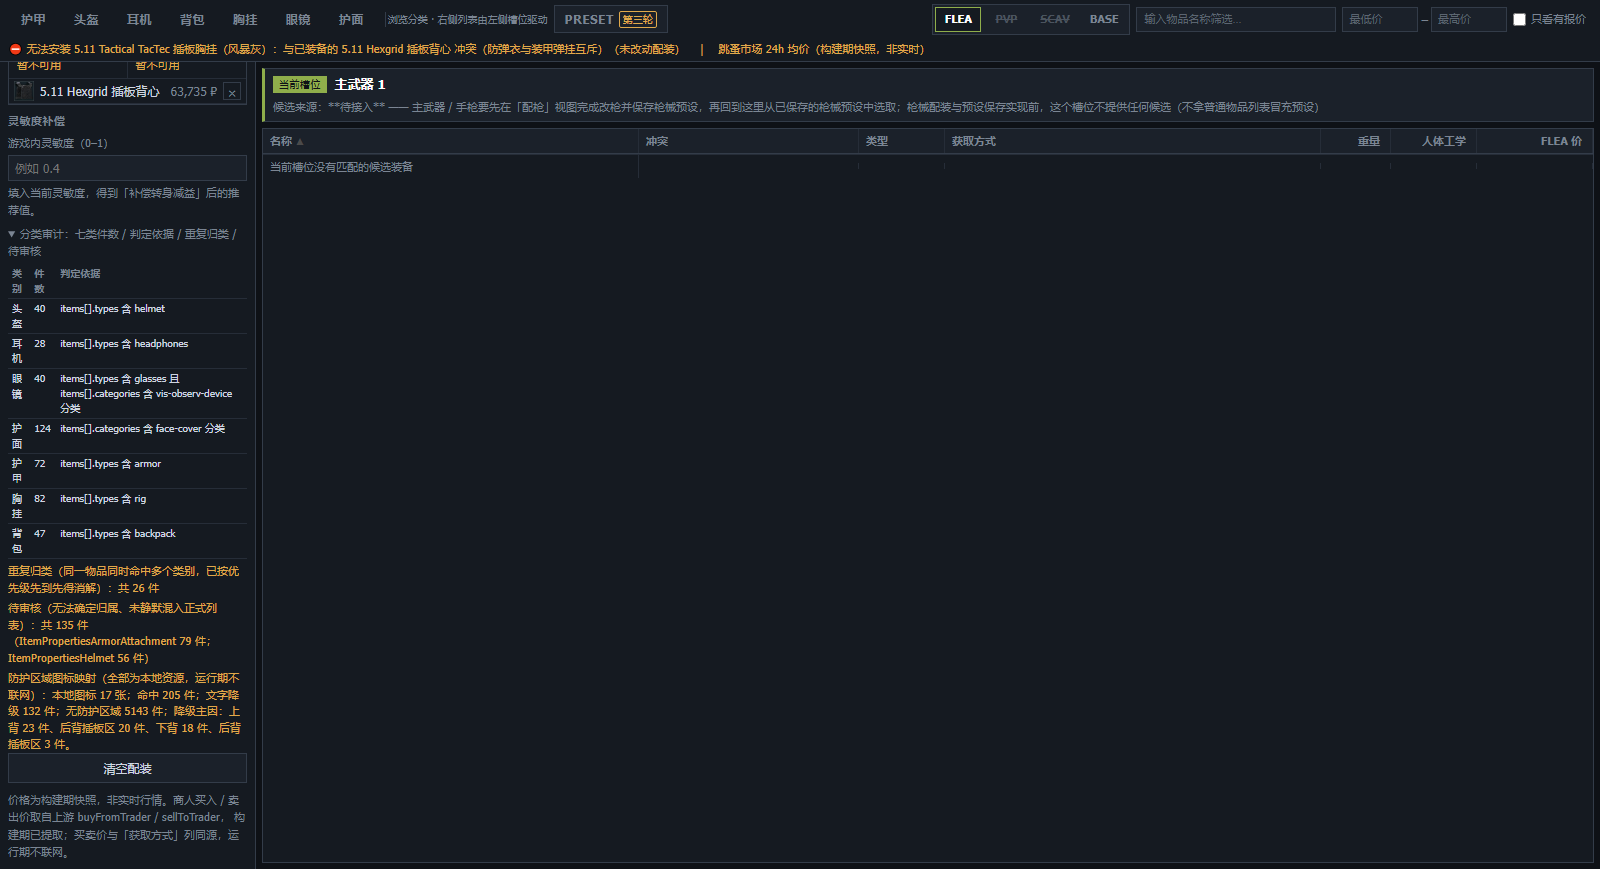 护甲 头盔 耳机 背包 胸挂 眼镜 护面 浏览分类 · 右侧列表由左侧槽位驱动 PRESET 第三轮 FLEA PVP SCAV BASE 输入物品名称筛选... 最低价 – 最高价 只看有报价
无法安装 5.11 Tactical TacTec 插板胸挂（风暴灰）：与已装备的 5.11 Hexgrid 插板背心 冲突（防弹衣与装甲弹挂互斥）（未改动配装） | 跳蚤市场 24h 均价（构建期快照，非实时）
暂不可用 暂不可用
5.11 Hexgrid 插板背心 63,735 ₽ ×
灵敏度补偿
游戏内灵敏度（0–1）
例如 0.4
填入当前灵敏度，得到「补偿转身减益」后的推
荐值。
▼ 分类审计：七类件数 / 判定依据 / 重复归类 /
待审核
类别 件数 判定依据
头盔 40 items[].types 含 helmet
耳机 28 items[].types 含 headphones
眼镜 40 items[].types 含 glasses 且
items[].categories 含 vis-observ-device
分类
护面 124 items[].categories 含 face-cover 分类
护甲 72 items[].types 含 armor
胸挂 82 items[].types 含 rig
背包 47 items[].types 含 backpack
重复归类（同一物品同时命中多个类别，已按优
先级先到先得消解）：共 26 件
待审核（无法确定归属、未静默混入正式列
表）：共 135 件
（ItemPropertiesArmorAttachment 79 件；
ItemPropertiesHelmet 56 件）
防护区域图标映射（全部为本地资源，运行期不
联网）：本地图标 17 张；命中 205 件；文字降
级 132 件；无防护区域 5143 件；降级主因：上
背 23 件、后背插板区 20 件、下背 18 件、后背
插板区 3 件。
清空配装
价格为构建期快照，非实时行情。商人买入 / 卖
出价取自上游 buyFromTrader / sellToTrader， 构
建期已提取；买卖价与「获取方式」列同源，运
行期不联网。
当前槽位 主武器 1
候选来源：**待接入** —— 主武器 / 手枪要先在「配枪」视图完成改枪并保存枪械预设，再回到这里从已保存的枪械预设中选取；枪械配装与预设保存实现前，这个槽位不提供任何候选（不拿普通物品列表冒充预设）
名称 ▲ 冲突 类型 获取方式 重量 人体工学 FLEA 价
当前槽位没有匹配的候选装备